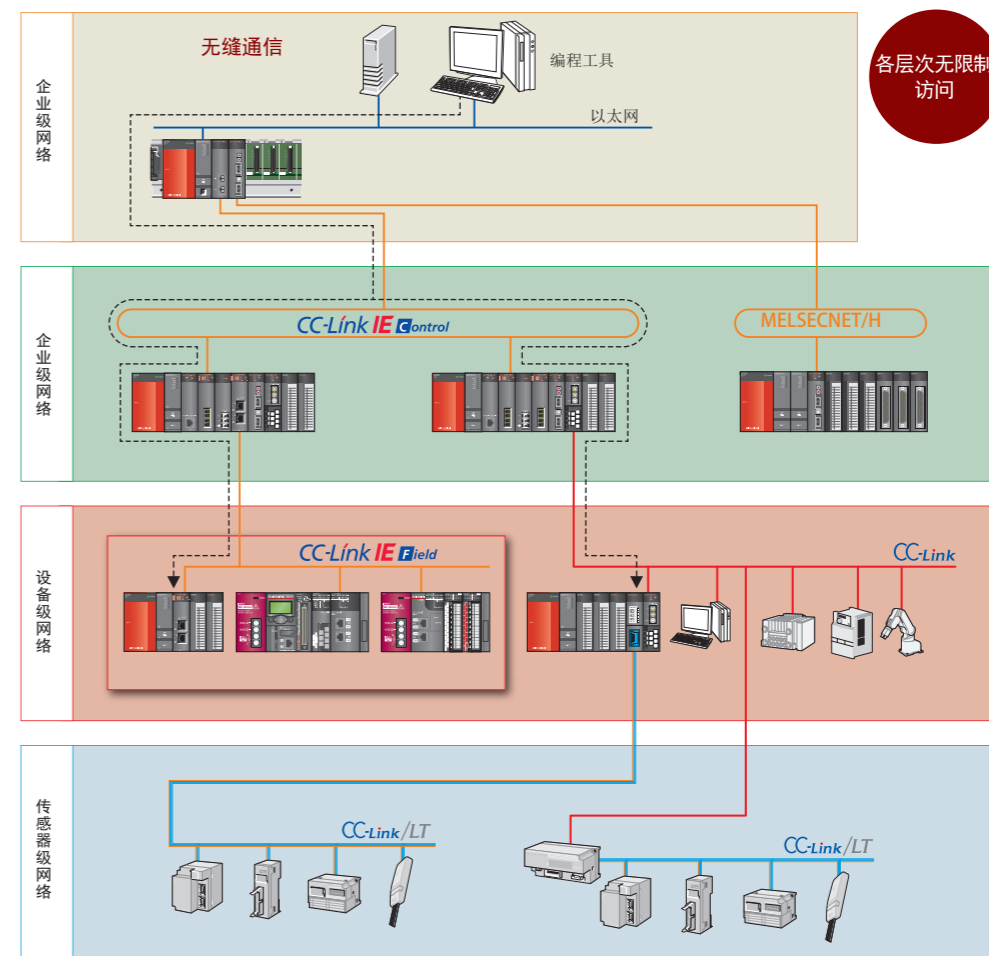 无缝通信
编程工具
各层次无限制
访问
以太网
企业级网络
企业级网络
CC-Link IE Control
MELSECNET/H
设备级网络
CC-Link IE Field
CC-Link
传感器级网络
CC-Link/LT
CC-Link/LT